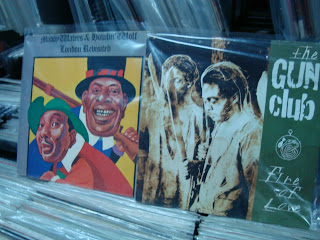 Muddy Waters & Howlin' Wolf
London Revisited
the
GUN
club
fire
of
love